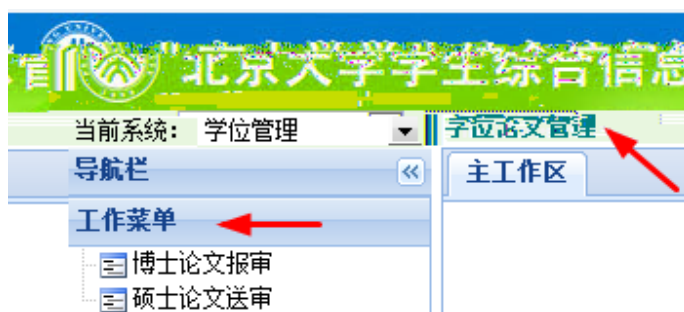 北京大学学生综合信息
当前系统： 学位管理 学位论文管理
导航栏 主工作区
工作菜单
博士论文报审
硕士论文送审